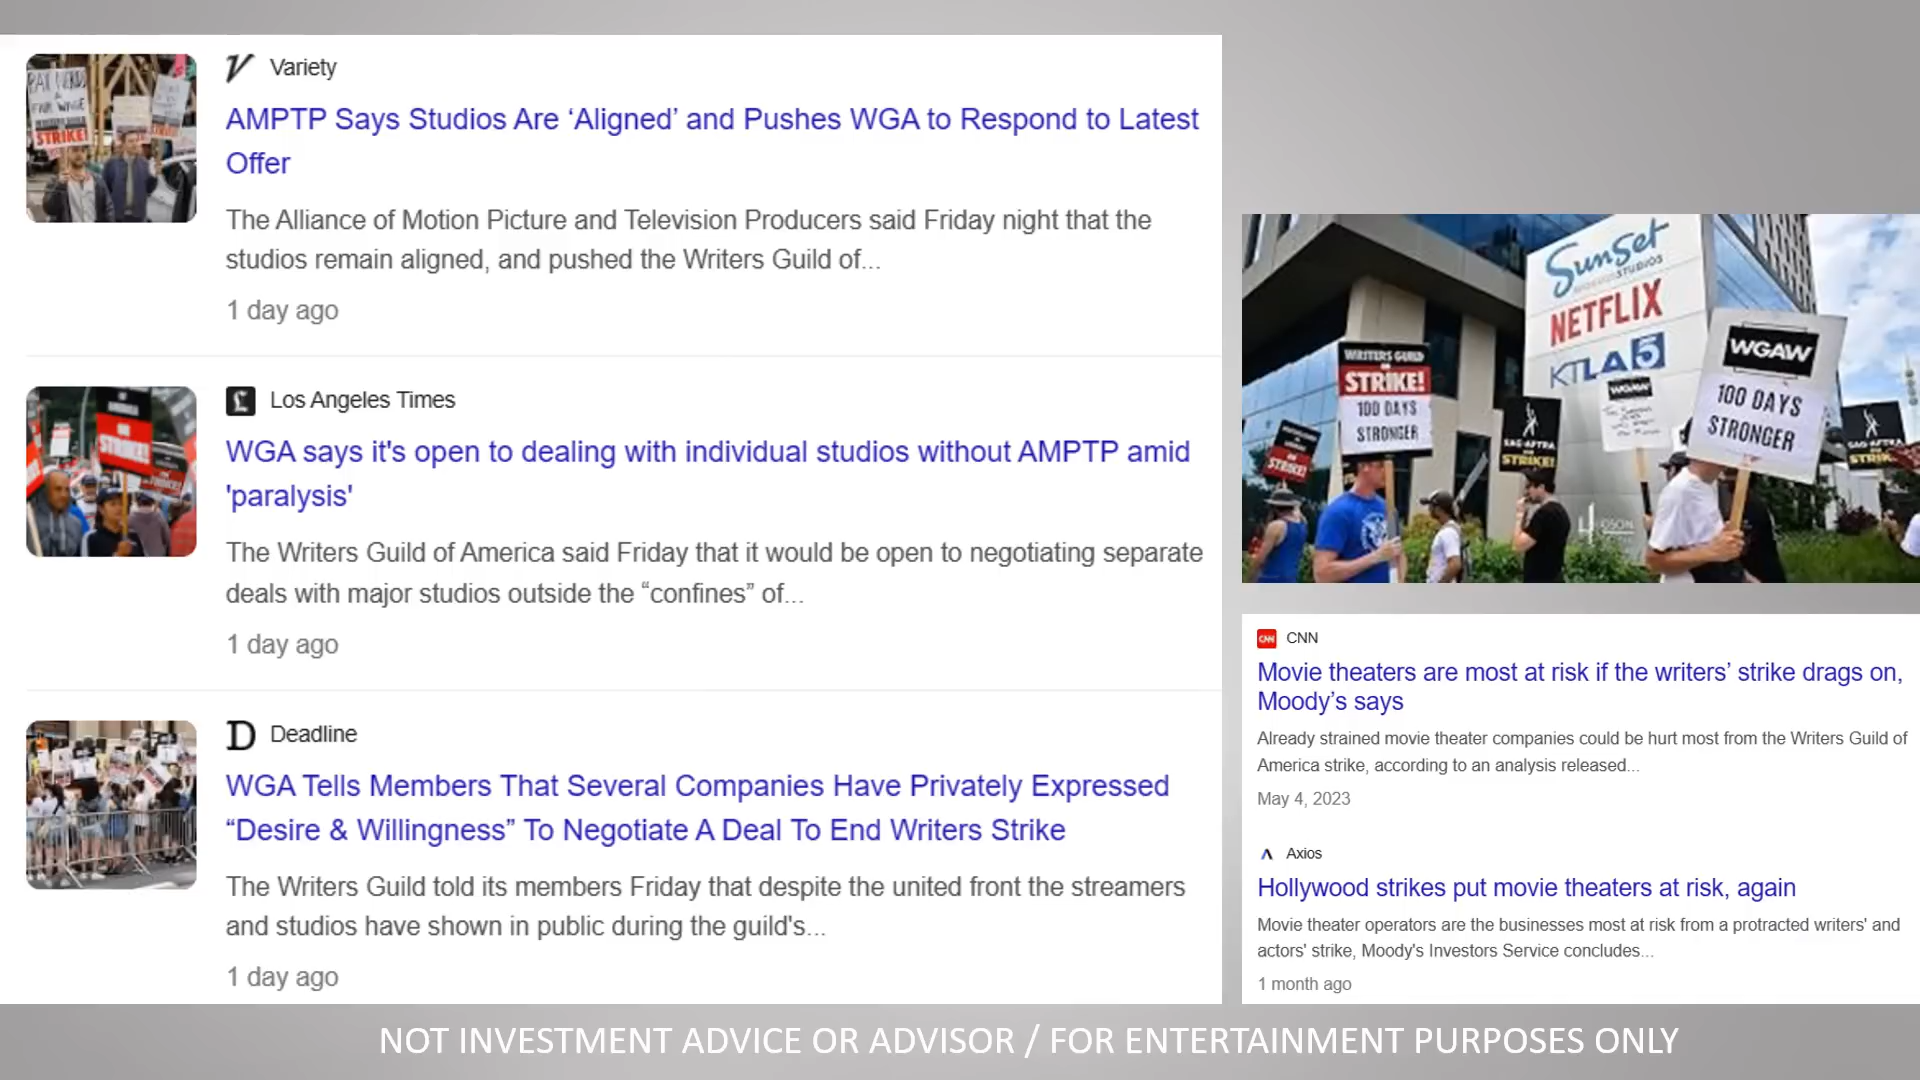 Variety
AMPTP Says Studios Are ‘Aligned’ and Pushes WGA to Respond to Latest
Offer
The Alliance of Motion Picture and Television Producers said Friday night that the
studios remain aligned, and pushed the Writers Guild of...
1 day ago
STRIKE!
Los Angeles Times
WGA says it's open to dealing with individual studios without AMPTP amid
'paralysis'
The Writers Guild of America said Friday that it would be open to negotiating separate
deals with major studios outside the “confines” of...
1 day ago
Deadline
WGA Tells Members That Several Companies Have Privately Expressed
“Desire & Willingness” To Negotiate A Deal To End Writers Strike
The Writers Guild told its members Friday that despite the united front the streamers
and studios have shown in public during the guild's...
1 day ago
SunSet
STUDIOS
NETFLIX
KTLA5
WRITERS GUILD
ON
STRIKE!
100 DAYS
STRONGER
WGAW
100 DAYS
STRONGER
SAG-AFTRA
ON
STRIKE!
CNN
CNN
Movie theaters are most at risk if the writers’ strike drags on,
Moody’s says
Already strained movie theater companies could be hurt most from the Writers Guild of
America strike, according to an analysis released...
May 4, 2023
Axios
Hollywood strikes put movie theaters at risk, again
Movie theater operators are the businesses most at risk from a protracted writers' and
actors' strike, Moody's Investors Service concludes...
1 month ago
NOT INVESTMENT ADVICE OR ADVISOR / FOR ENTERTAINMENT PURPOSES ONLY